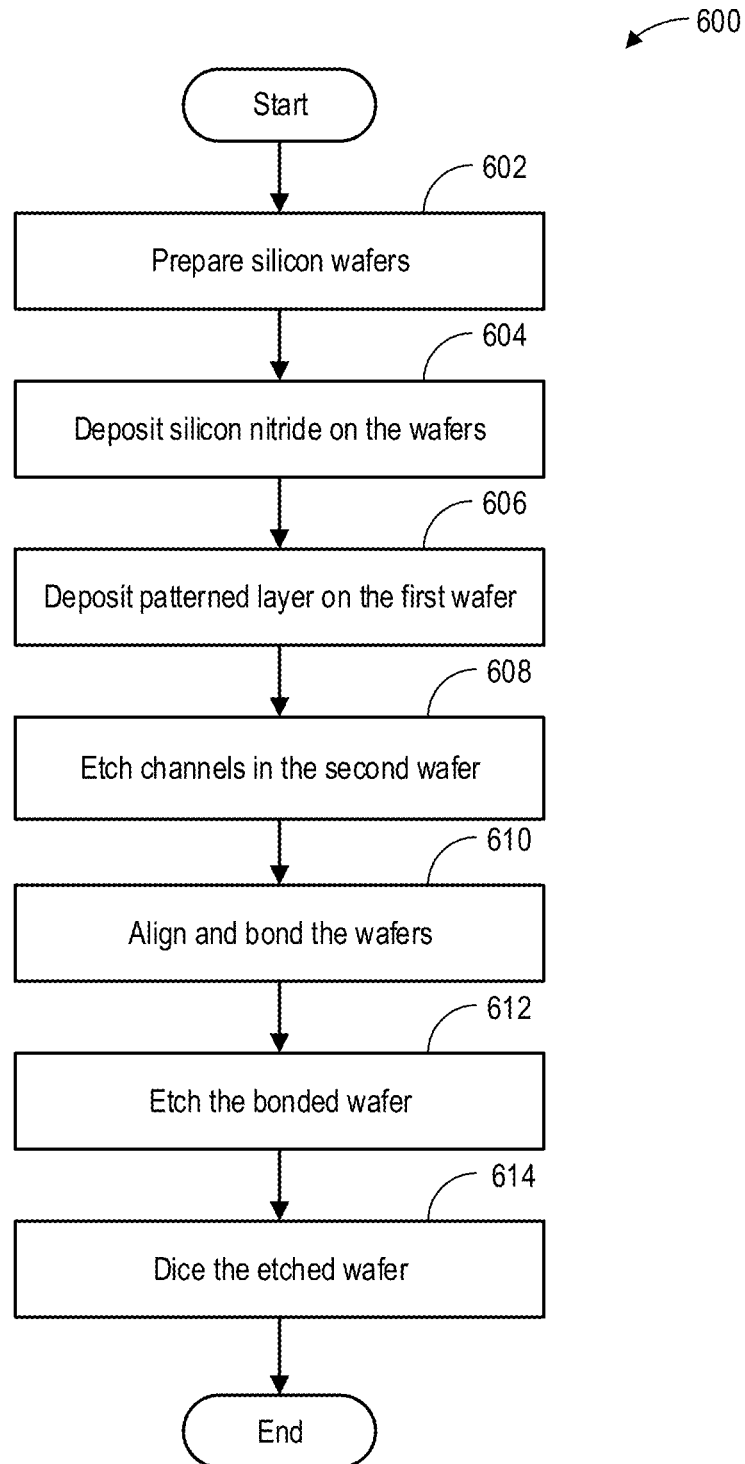 600
Start
602
Prepare silicon wafers
604
Deposit silicon nitride on the wafers
606
Deposit patterned layer on the first wafer
608
Etch channels in the second wafer
610
Align and bond the wafers
612
Etch the bonded wafer
614
Dice the etched wafer
End